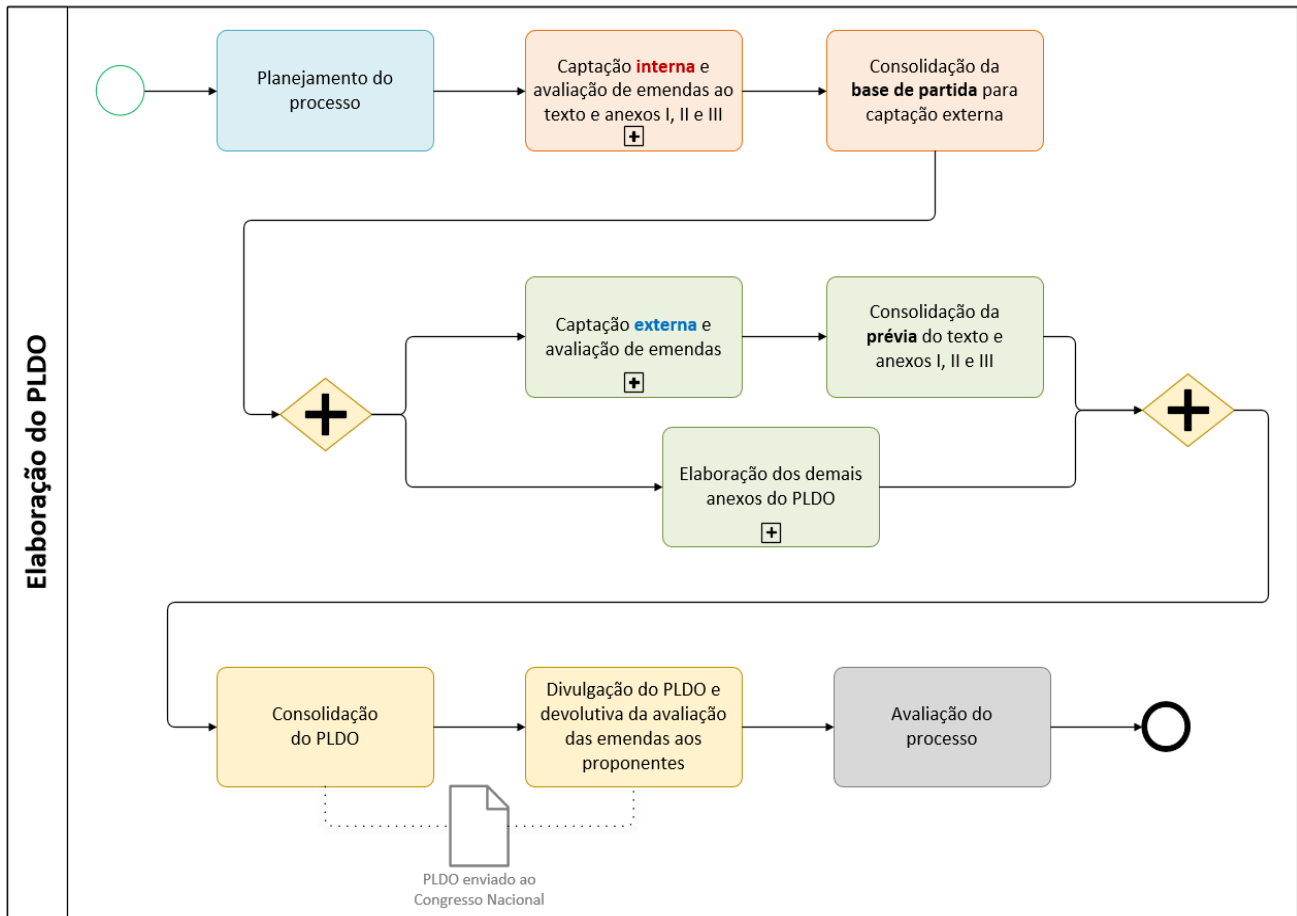 Elaboração do PLDO
Planejamento do
processo
Captação interna e
avaliação de emendas ao
texto e anexos I, II e III
Consolidação da
base de partida para
captação externa
Captação externa e
avaliação de emendas
Consolidação da
prévia do texto e
anexos I, II e III
Elaboração dos demais
anexos do PLDO
Consolidação
do PLDO
Divulgação do PLDO e
devolutiva da avaliação
das emendas aos
proponentes
Avaliação do
processo
PLDO enviado ao
Congresso Nacional